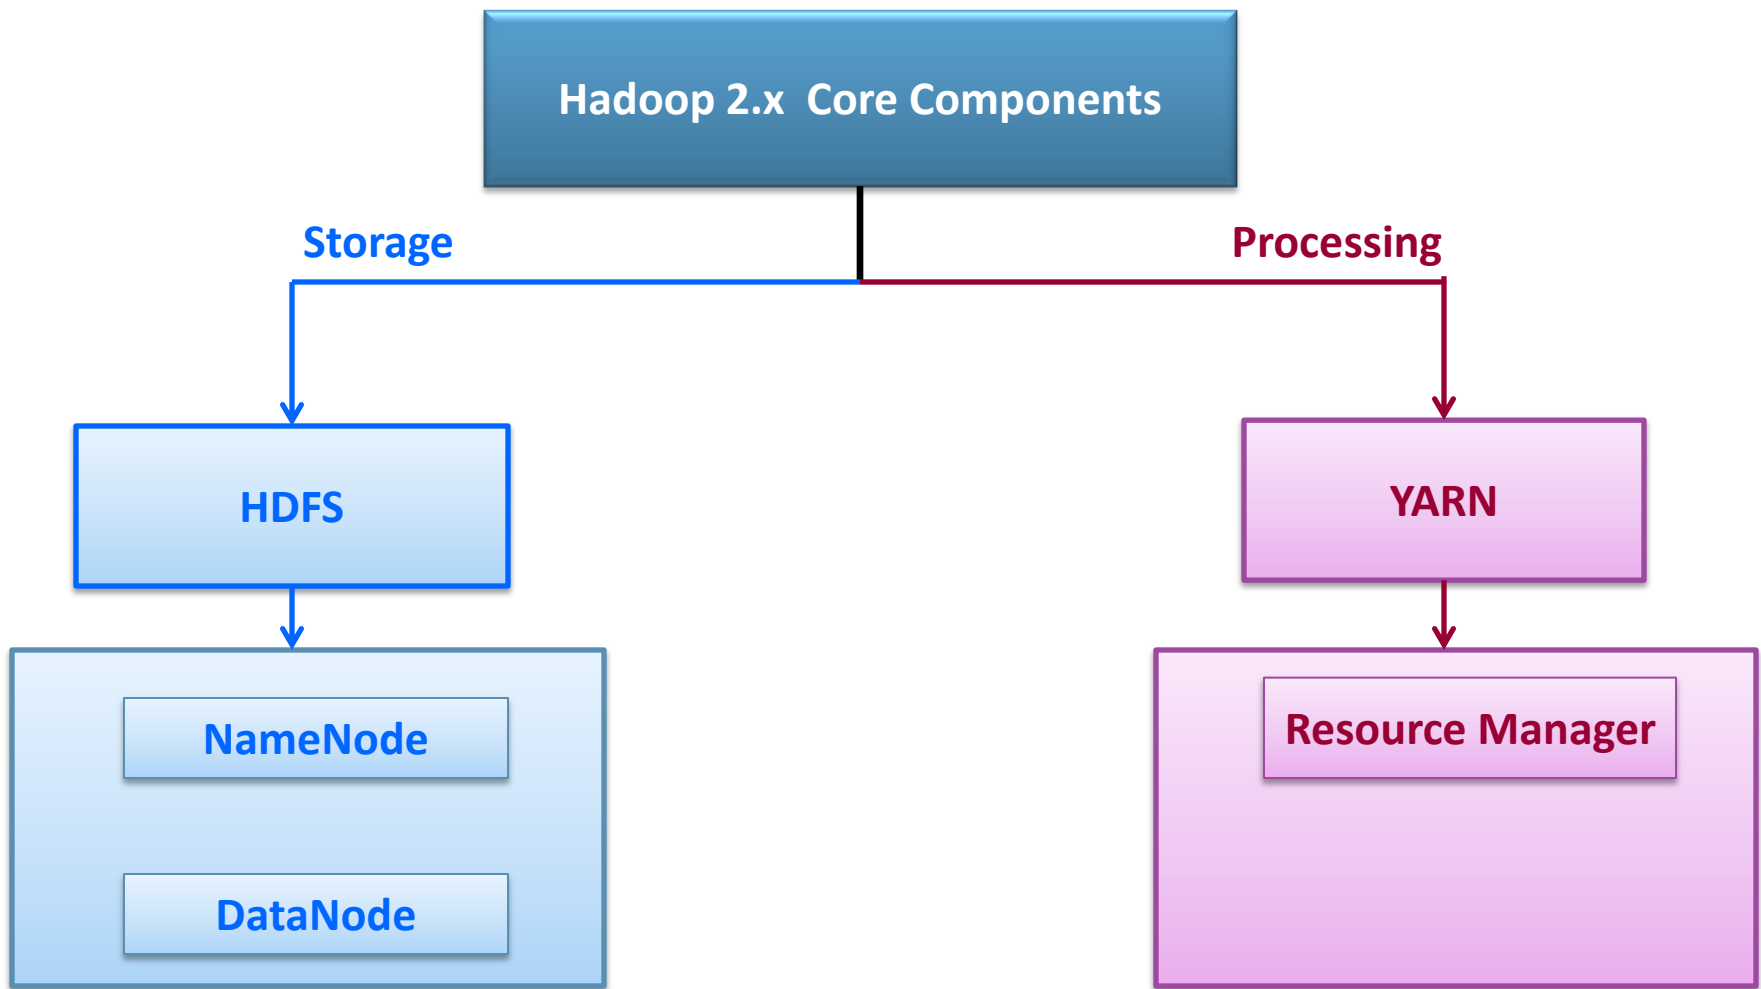 Hadoop 2.x  Core Components
Storage
Processing
HDFS
YARN
NameNode
Resource Manager
DataNode